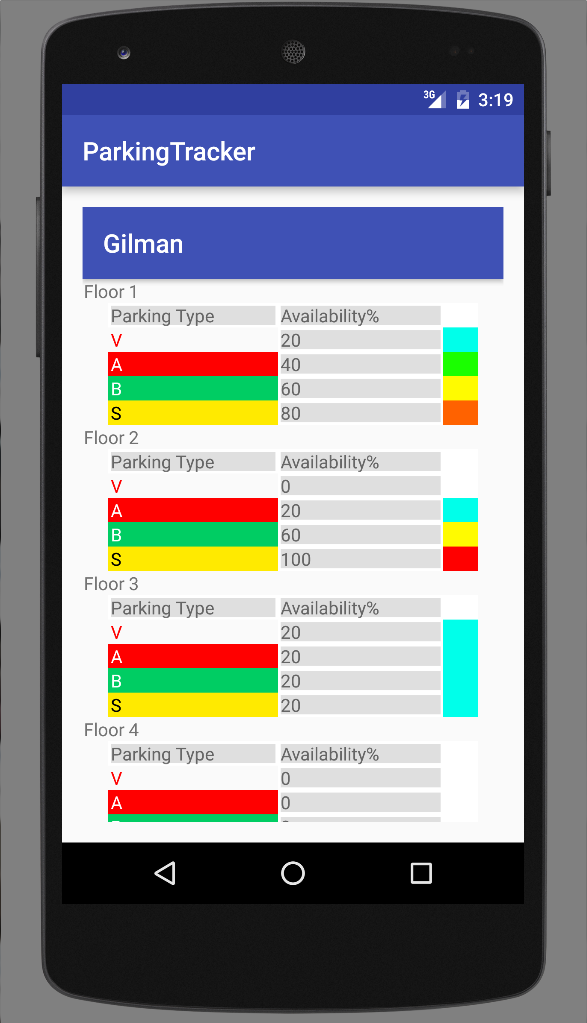 3G 3:19
ParkingTracker
Gilman
Floor 1
Parking Type Availability%
V 20
A 40
B 60
S 80
Floor 2
Parking Type Availability%
V 0
A 20
B 60
S 100
Floor 3
Parking Type Availability%
V 20
A 20
B 20
S 20
Floor 4
Parking Type Availability%
V 0
A 0